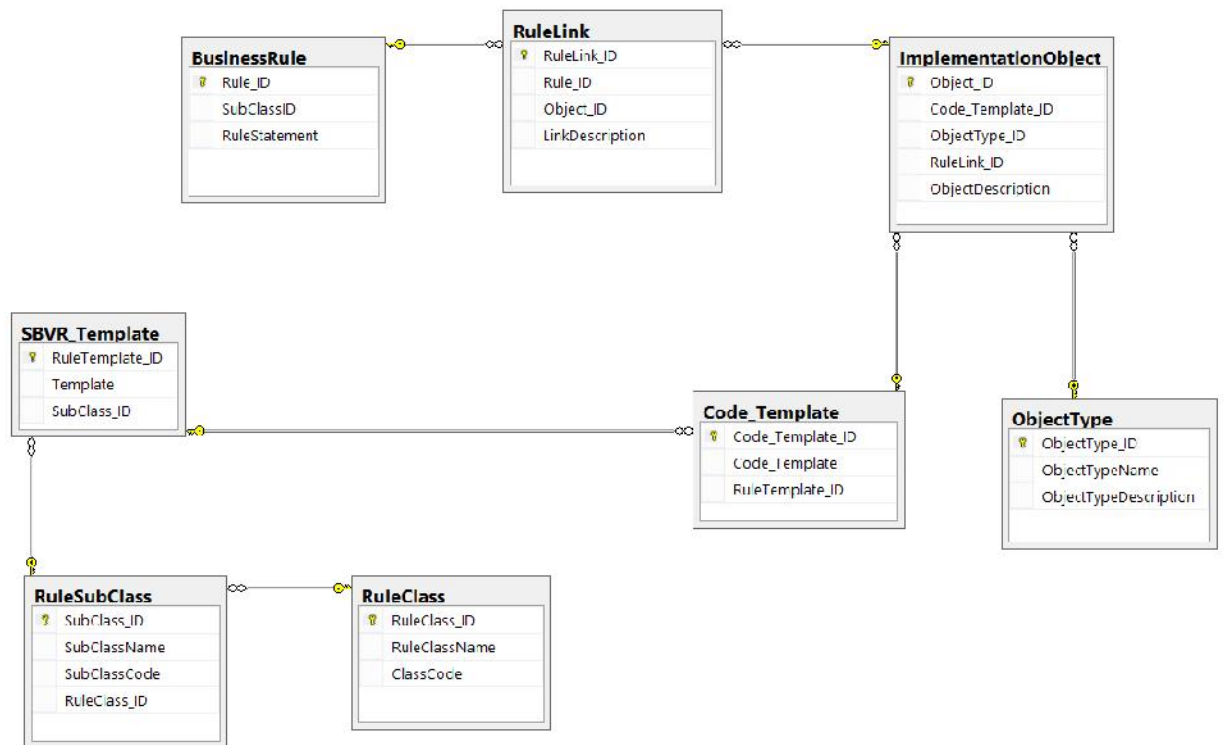 BusinessRule
Rule_ID
SubClassID
RuleStatement
RuleLink
RuleLink_ID
Rule_ID
Object_ID
LinkDescription
ImplementationObject
Object_ID
Code_Template_ID
ObjectType_ID
RuleLink_ID
ObjectDescription
SBVR_Template
RuleTemplate_ID
Template
SubClass_ID
Code_Template
Code_Template_ID
Code_Template
RuleTemplate_ID
ObjectType
ObjectType_ID
ObjectTypeName
ObjectTypeDescription
RuleSubClass
SubClass_ID
SubClassName
SubClassCode
RuleClass_ID
RuleClass
RuleClass_ID
RuleClassName
ClassCode